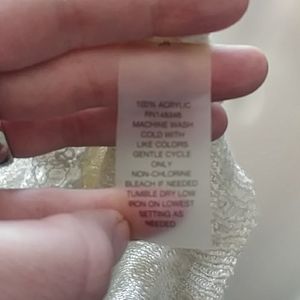 100% ACRYLIC
RN148348
MACHINE WASH
COLD WITH
LIKE COLORS
GENTLE CYCLE
ONLY
NON-CHLORINE
BLEACH IF NEEDED
TUMBLE DRY LOW
IRON ON LOWEST
SETTING AS
NEEDED